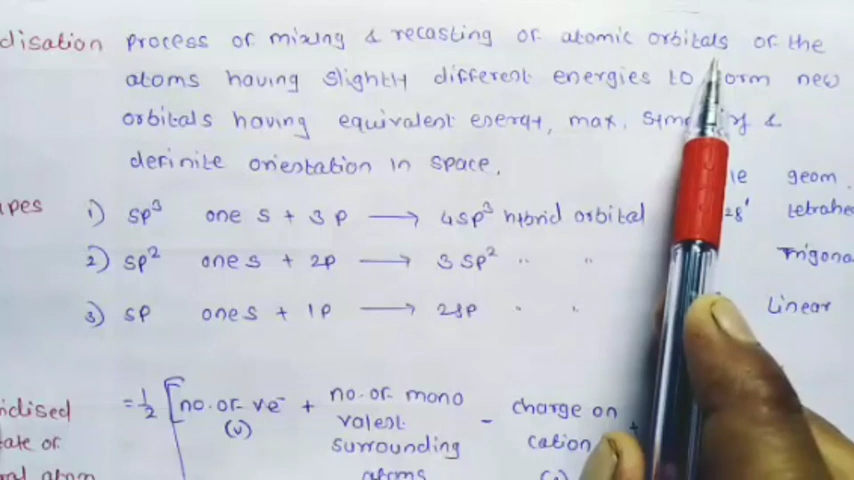 disation process of mixing & recasting of atomic orbitals of the
atoms having slightly different energies to form new
orbitals having equivalent energy, max. &
definite orientation in space.
geom.
1) sp³ one s + 3 p → 4sp³ hybrid orbital 28' tetrahe
2) sp² one s + 2p → 3 sp² " " Trigona
3) sp one s + 1p → 2sp " " Linear
= 1/2 [ no. of ve⁻ + no. of mono - charge on
(v) valent cation +
surrounding
atoms